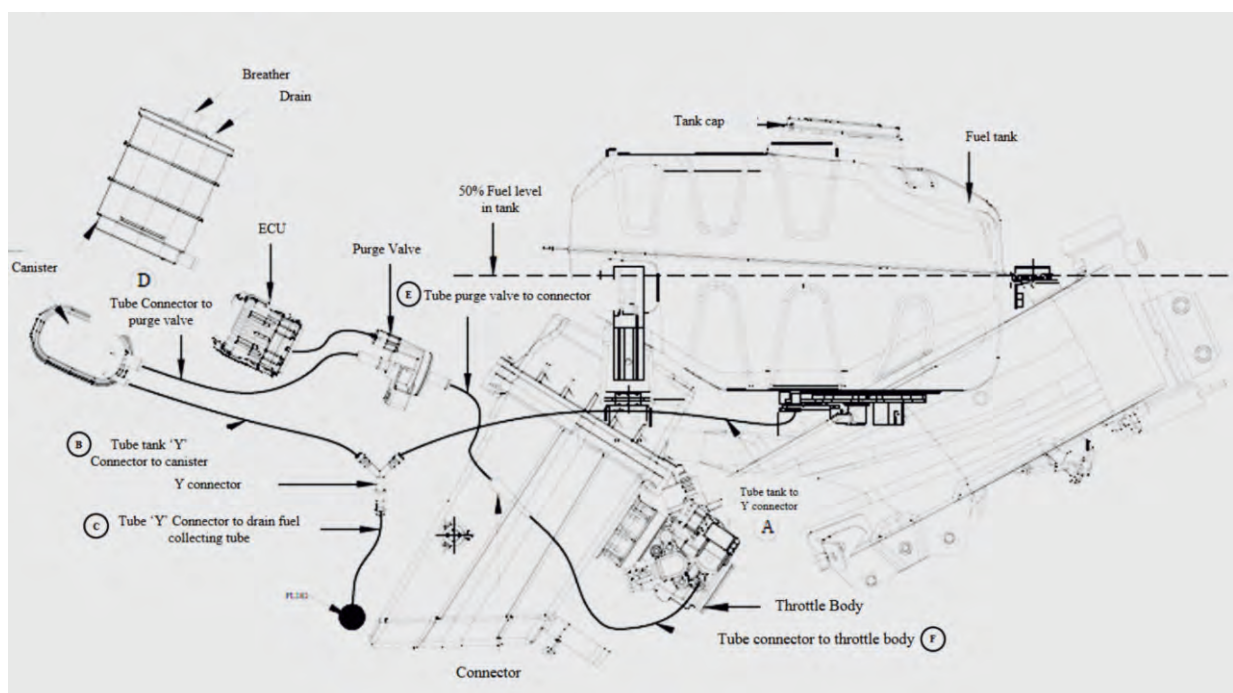 Breather
Drain
Tank cap
Fuel tank
50% Fuel level
in tank
ECU
Purge Valve
Canister
D
Tube Connector to
purge valve
E Tube purge valve to connector
B Tube tank ‘Y’
Connector to canister
Y connector
Tube tank to
Y connector
A
C Tube ‘Y’ Connector to drain fuel
collecting tube
Throttle Body
Tube connector to throttle body F
Connector